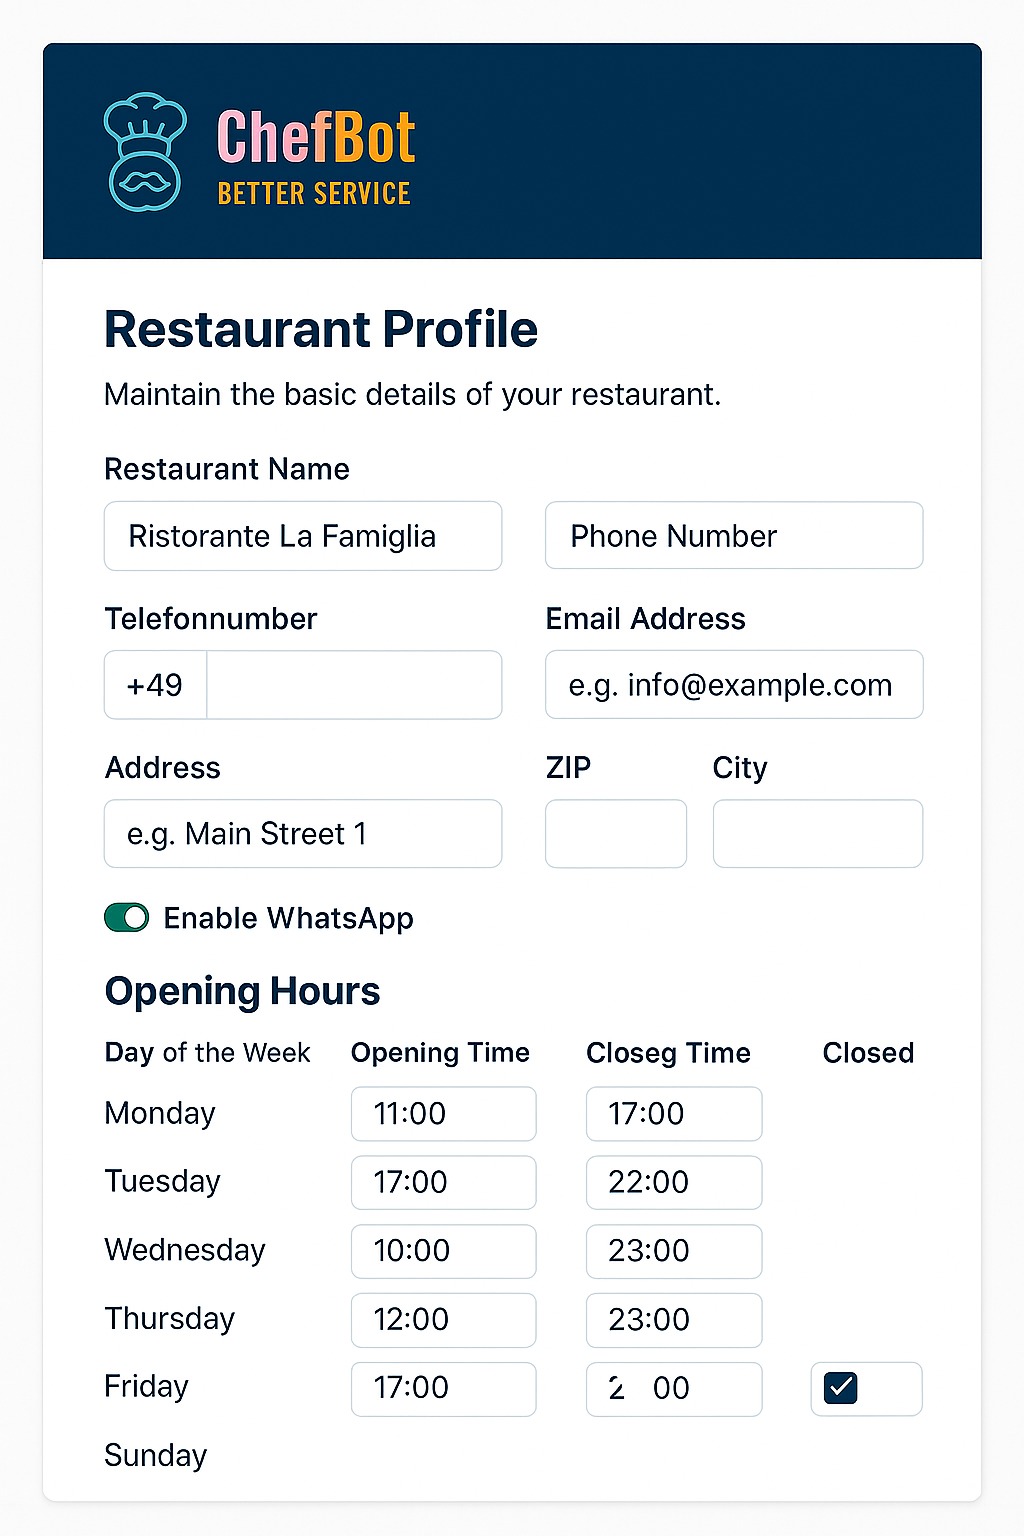 ChefBot
BETTER SERVICE
Restaurant Profile
Maintain the basic details of your restaurant.
Restaurant Name
Ristorante La Famiglia
Phone Number
Telefonnumber
Email Address
+49
e.g. info@example.com
Address
ZIP
City
e.g. Main Street 1
Enable WhatsApp
Opening Hours
Day of the Week
Opening Time
Closeg Time
Closed
Monday
11:00
17:00
Tuesday
17:00
22:00
Wednesday
10:00
23:00
Thursday
12:00
23:00
Friday
17:00
Sunday